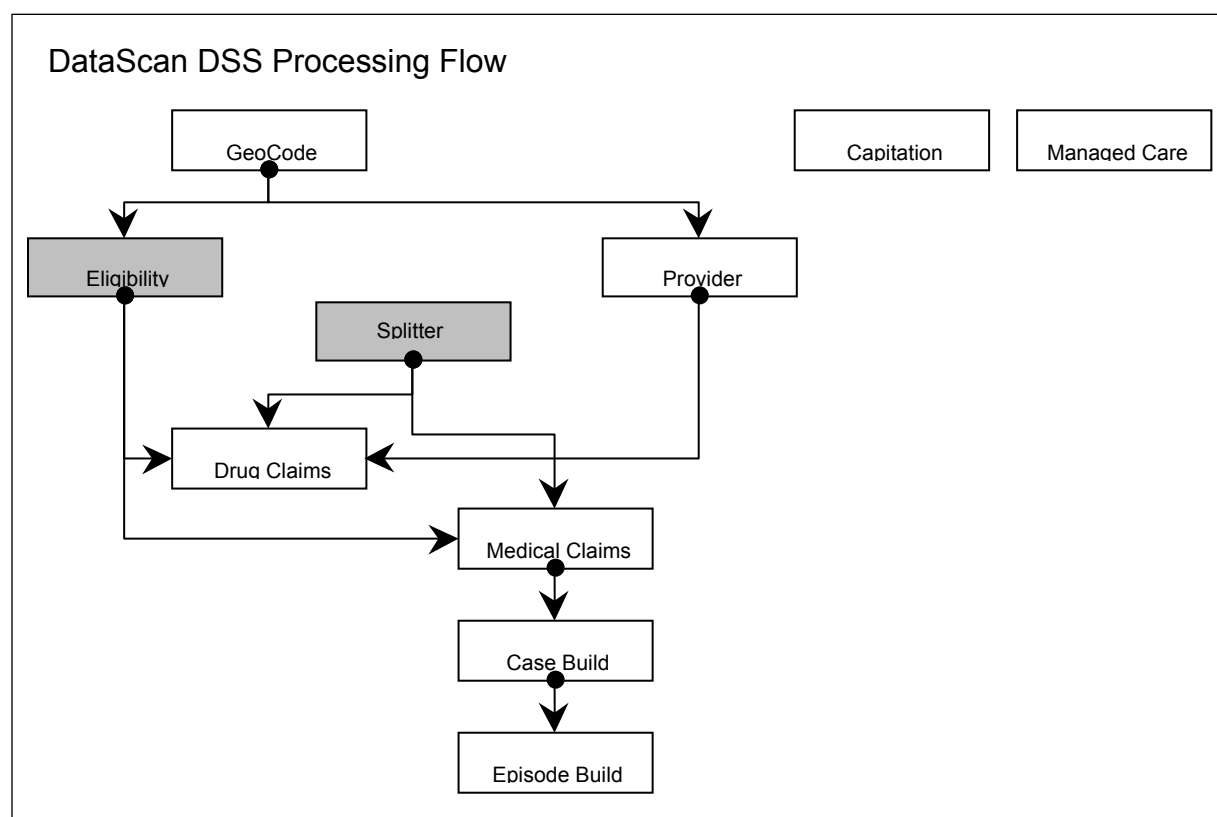 DataScan DSS Processing Flow
GeoCode
Capitation
Managed Care
Eligibility
Provider
Splitter
Drug Claims
Medical Claims
Case Build
Episode Build